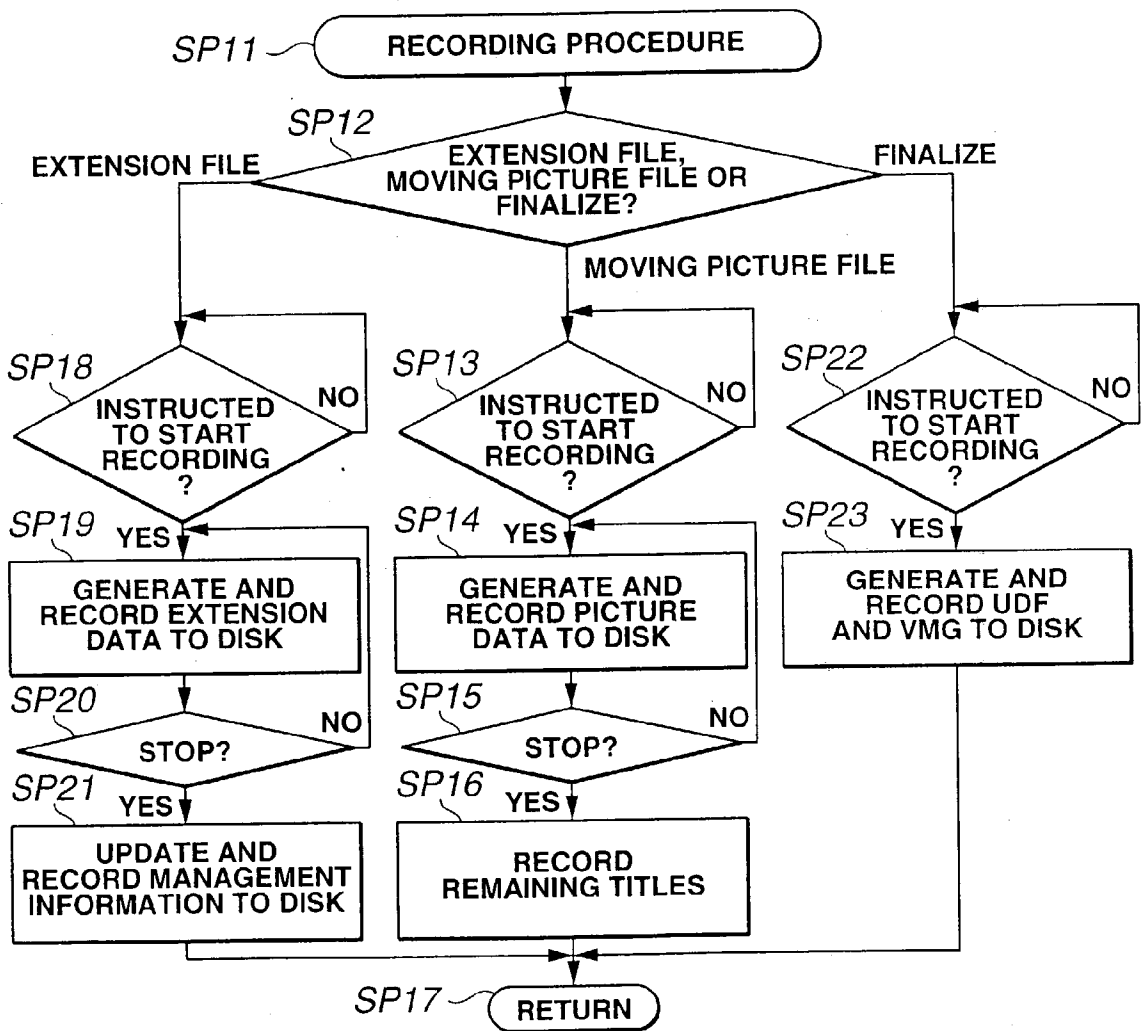 SP11
RECORDING PROCEDURE
SP12
EXTENSION FILE
EXTENSION FILE,
MOVING PICTURE FILE OR
FINALIZE?
FINALIZE
MOVING PICTURE FILE
SP18
INSTRUCTED
TO START
RECORDING
?
NO
YES
SP13
INSTRUCTED
TO START
RECORDING
?
NO
YES
SP22
INSTRUCTED
TO START
RECORDING
?
NO
YES
SP19
GENERATE AND
RECORD EXTENSION
DATA TO DISK
SP14
GENERATE AND
RECORD PICTURE
DATA TO DISK
SP23
GENERATE AND
RECORD UDF
AND VMG TO DISK
SP20
STOP?
NO
YES
SP15
STOP?
NO
YES
SP21
UPDATE AND
RECORD MANAGEMENT
INFORMATION TO DISK
SP16
RECORD
REMAINING TITLES
SP17
RETURN